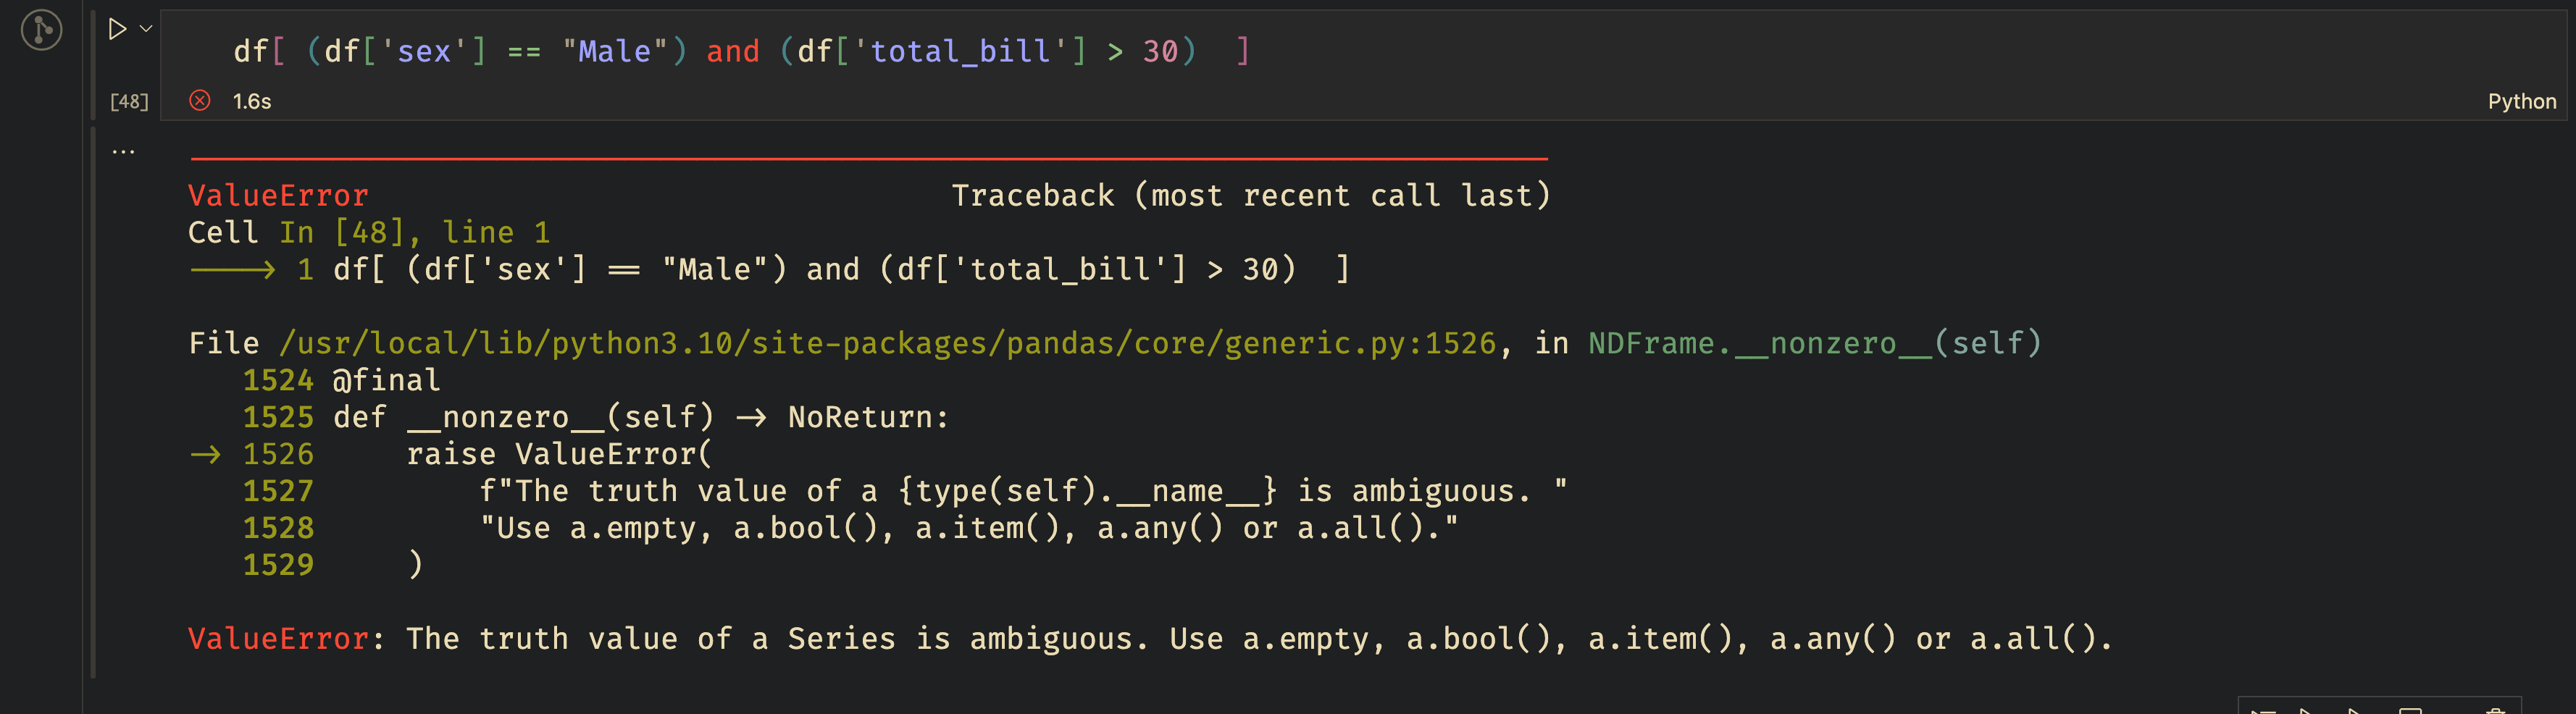 df[ (df['sex'] == "Male") and (df['total_bill'] > 30)  ]
[48] 1.6s Python
...
ValueError                                Traceback (most recent call last)
Cell In [48], line 1
----> 1 df[ (df['sex'] == "Male") and (df['total_bill'] > 30)  ]

File /usr/local/lib/python3.10/site-packages/pandas/core/generic.py:1526, in NDFrame.__nonzero__(self)
   1524 @final
   1525 def __nonzero__(self) -> NoReturn:
-> 1526     raise ValueError(
   1527         f"The truth value of a {type(self).__name__} is ambiguous. "
   1528         "Use a.empty, a.bool(), a.item(), a.any() or a.all()."
   1529     )

ValueError: The truth value of a Series is ambiguous. Use a.empty, a.bool(), a.item(), a.any() or a.all().